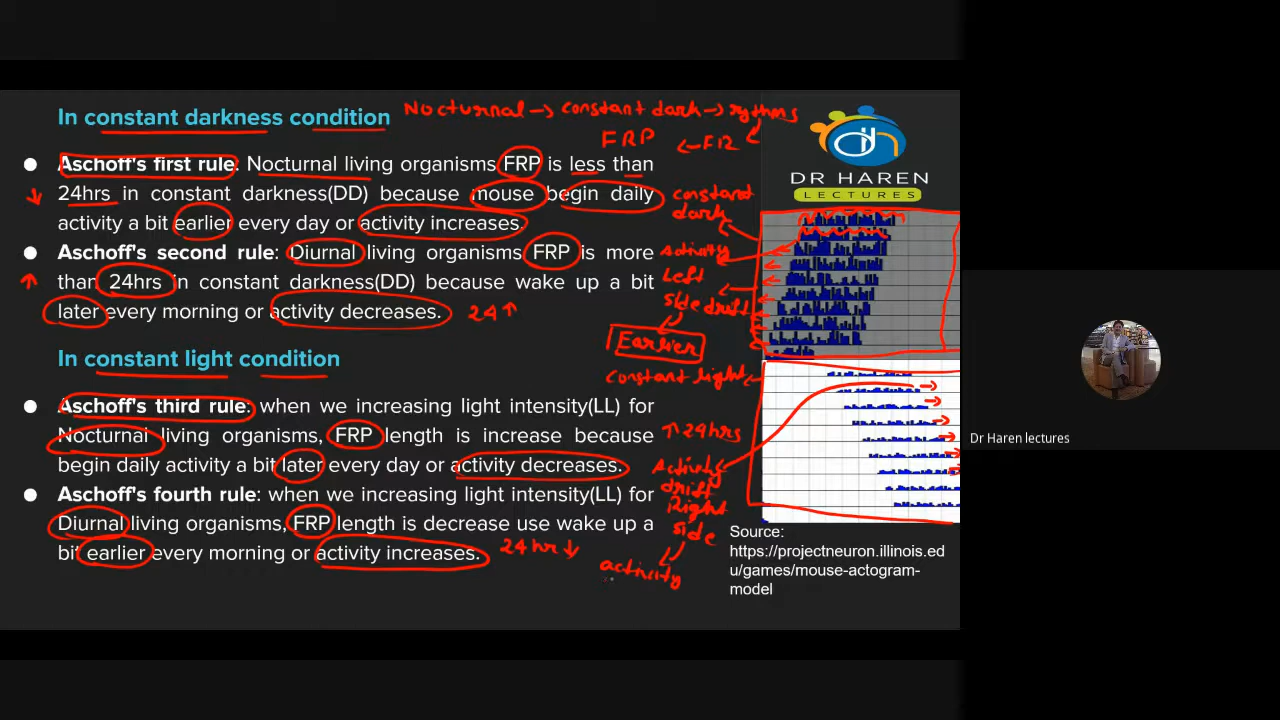 In constant darkness condition
Nocturnal → constant dark → rythms
FRP ← F12
Aschoff's first rule: Nocturnal living organisms FRP is less than
24hrs in constant darkness(DD) because mouse begin daily
activity a bit earlier every day or activity increases.
Aschoff's second rule: Diurnal living organisms FRP is more
than 24hrs in constant darkness(DD) because wake up a bit
later every morning or activity decreases. 24 ↑
In constant light condition
Aschoff's third rule: when we increasing light intensity(LL) for
Nocturnal living organisms, FRP length is increase because
begin daily activity a bit later every day or activity decreases.
Aschoff's fourth rule: when we increasing light intensity(LL) for
Diurnal living organisms, FRP length is decrease use wake up a
bit earlier every morning or activity increases. 24 hr ↓
constant
dark
activity
Left
side drift
Earlier
constant light
↑ 24 hrs
Activity
drift
Right
side
activity
DR HAREN
LECTURES
Source:
https://projectneuron.illinois.ed
u/games/mouse-actogram-
model
Dr Haren lectures